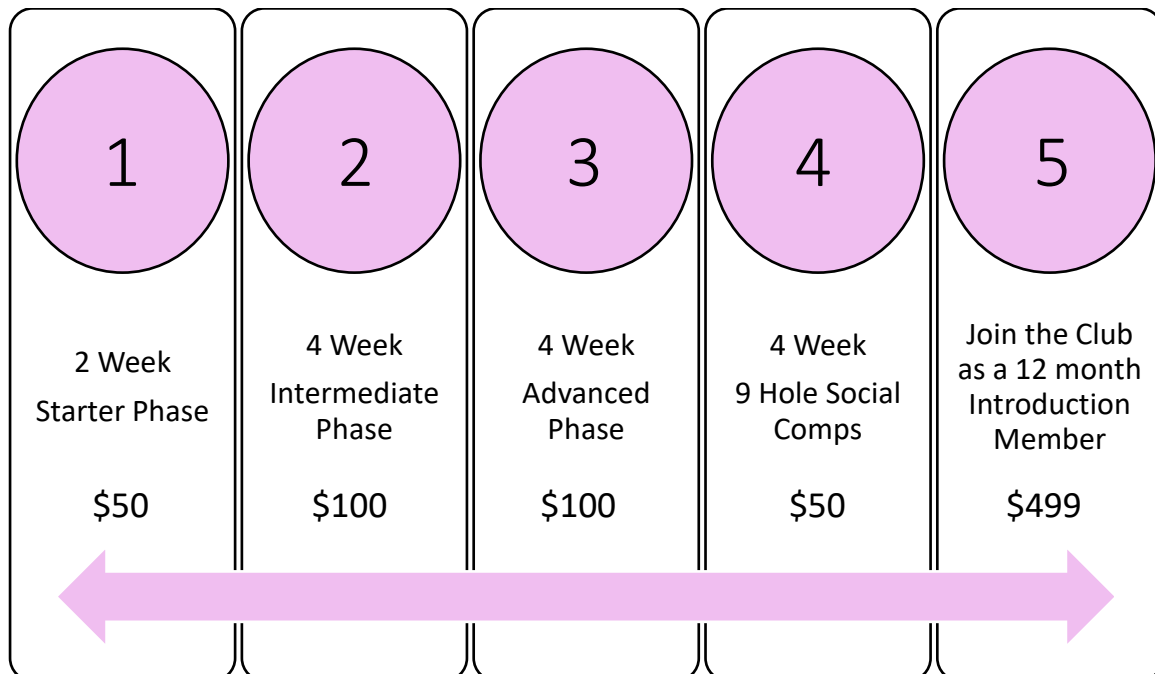 1
2 Week
Starter Phase
$50
2
4 Week
Intermediate
Phase
$100
3
4 Week
Advanced
Phase
$100
4
4 Week
9 Hole Social
Comps
$50
5
Join the Club
as a 12 month
Introduction
Member
$499